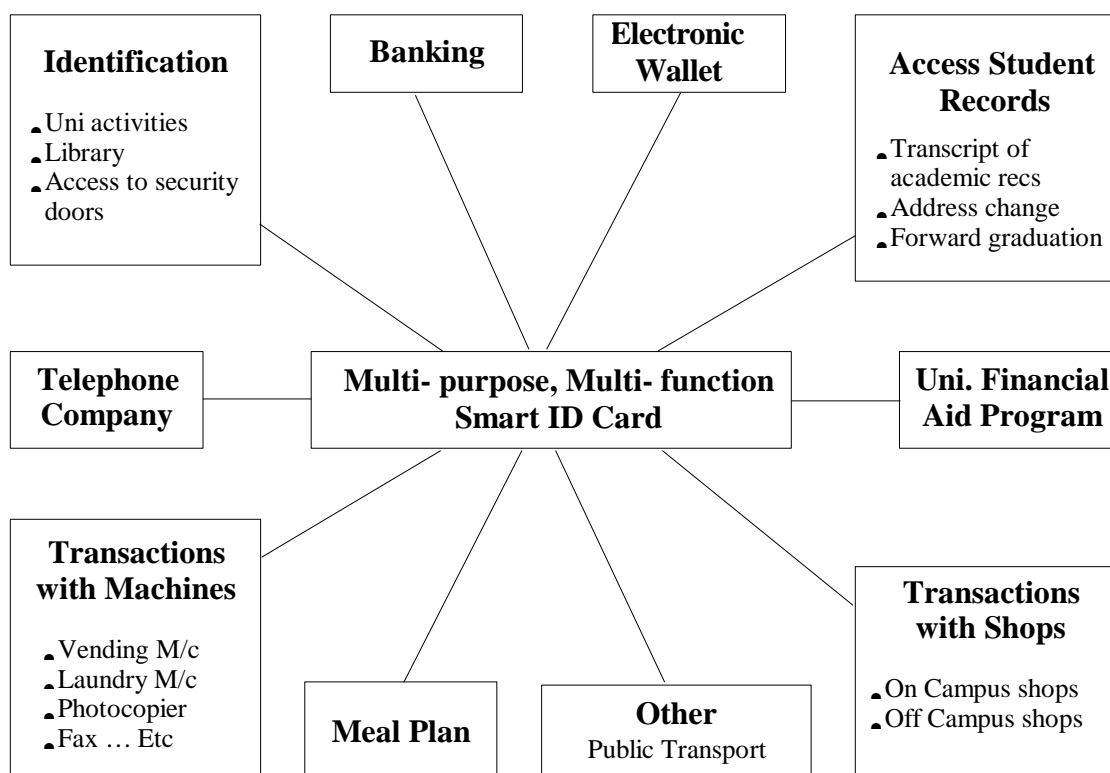 Identification
• Uni activities
• Library
• Access to security
doors
Banking
Electronic
Wallet
Access Student
Records
• Transcript of
academic recs
• Address change
• Forward graduation
Telephone
Company
Multi- purpose, Multi- function
Smart ID Card
Uni. Financial
Aid Program
Transactions
with Machines
• Vending M/c
• Laundry M/c
• Photocopier
• Fax … Etc
Meal Plan
Other
Public Transport
Transactions
with Shops
• On Campus shops
• Off Campus shops